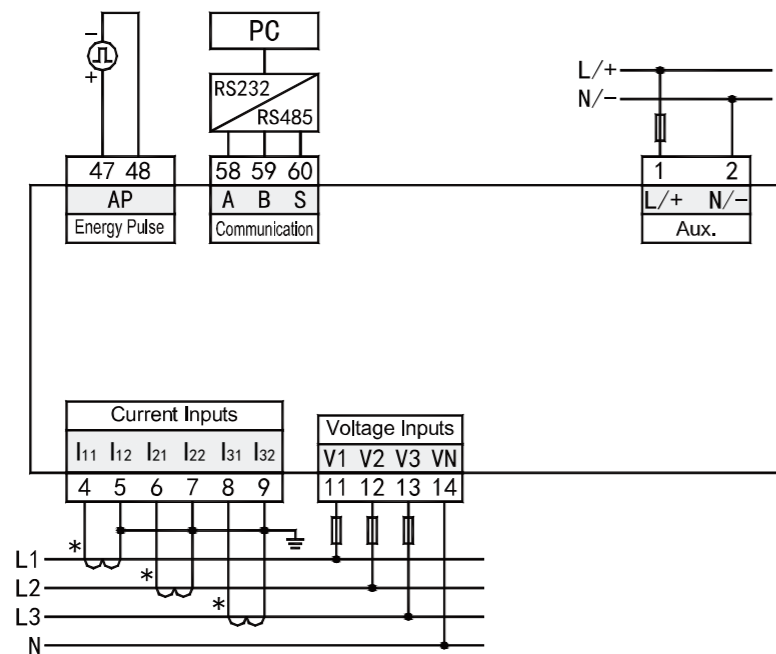 PC
RS232
RS485
L/+
N/-
-
+
47 48
58 59 60
1 2
AP
A B S
L/+ N/-
Energy Pulse
Communication
Aux.
Current Inputs
Voltage Inputs
I11 I12 I21 I22 I31 I32
V1 V2 V3 VN
4 5 6 7 8 9
11 12 13 14
*
L1
*
L2
*
L3
N